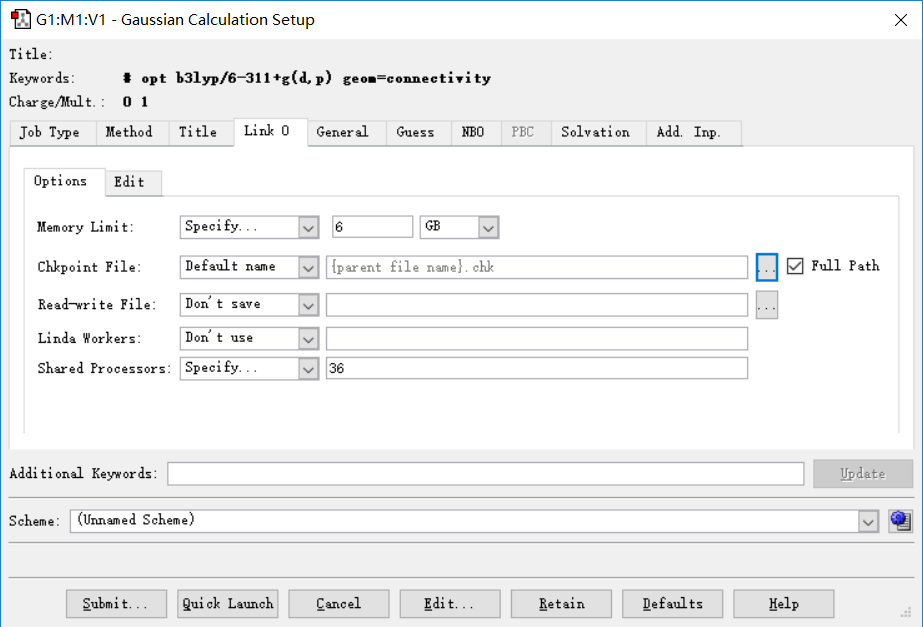 G1:M1:V1 - Gaussian Calculation Setup
Title:
Keywords: # opt b3lyp/6-311+g(d,p) geom=connectivity
Charge/Mult.: 0 1
Job Type Method Title Link 0 General Guess NBO PBC Solvation Add. Inp.
Options Edit
Memory Limit: Specify... 6 GB
Chkpoint File: Default name {parent file name}.chk ... Full Path
Read-write File: Don't save ...
Linda Workers: Don't use
Shared Processors: Specify... 36
Additional Keywords: Update
Scheme: (Unnamed Scheme)
Submit... Quick Launch Cancel Edit... Retain Defaults Help